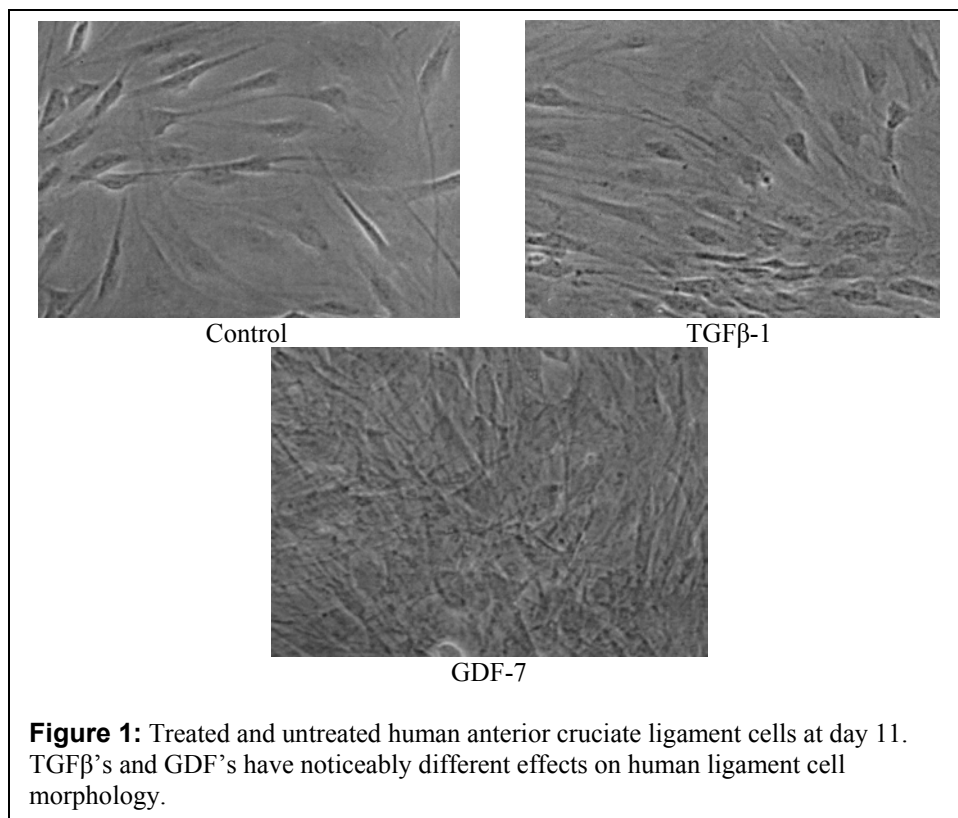 Control
TGFβ-1
GDF-7
Figure 1: Treated and untreated human anterior cruciate ligament cells at day 11.
TGFβ's and GDF's have noticeably different effects on human ligament cell
morphology.